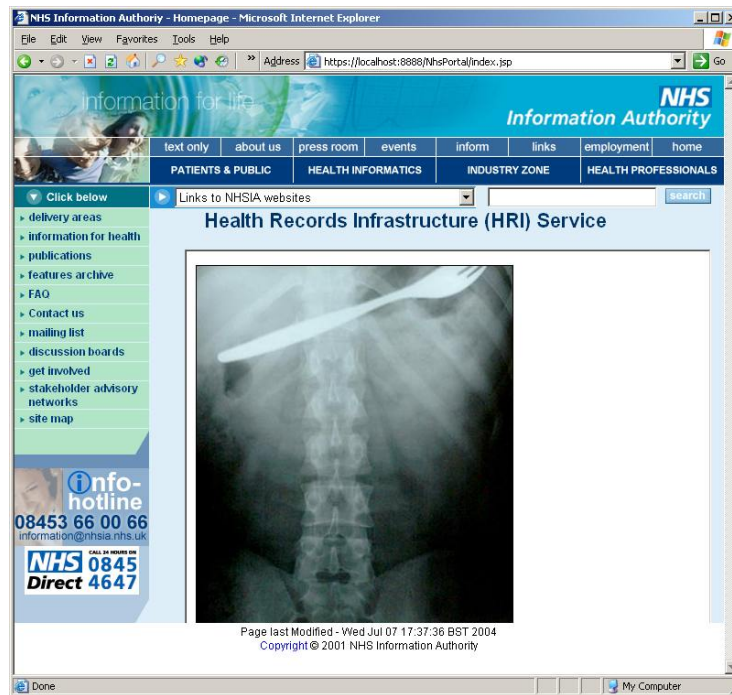 NHS Information Authoriy - Homepage - Microsoft Internet Explorer
File Edit View Favorites Tools Help
» Address https://localhost:8888/NhsPortal/index.jsp Go
information for life
NHS
Information Authority
text only about us press room events inform links employment home
PATIENTS & PUBLIC HEALTH INFORMATICS INDUSTRY ZONE HEALTH PROFESSIONALS
Click below
Links to NHSIA websites search
Health Records Infrastructure (HRI) Service
delivery areas
information for health
publications
features archive
FAQ
Contact us
mailing list
discussion boards
get involved
stakeholder advisory
networks
site map
info-
hotline
08453 66 00 66
information@nhsia.nhs.uk
NHS
Direct
CALL 24 HOURS ON
0845
4647
Page last Modified - Wed Jul 07 17:37:36 BST 2004
Copyright © 2001 NHS Information Authority
Done My Computer